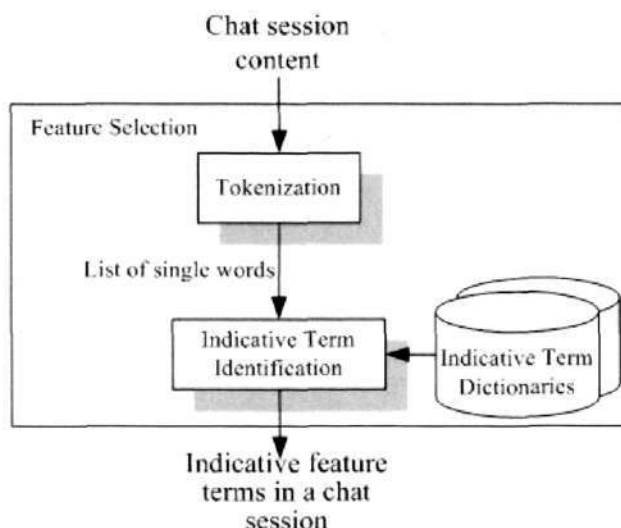 Chat session
content
Feature Selection
Tokenization
List of single words
Indicative Term
Identification
Indicative Term
Dictionaries
Indicative feature
terms in a chat
session